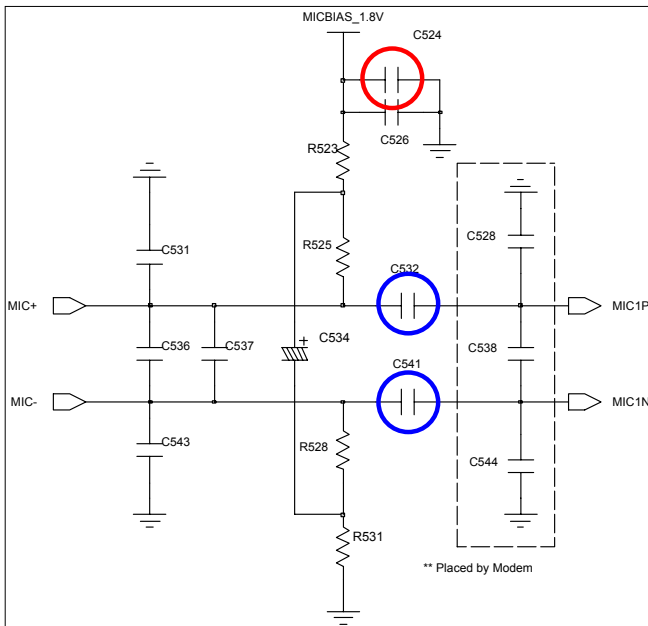 MICBIAS_1.8V
C524
C526
R523
C531
C528
R525
C532
MIC+
MIC1P
C536
C537
C534
+
C538
C541
MIC-
MIC1N
C543
R528
C544
R531
** Placed by Modem